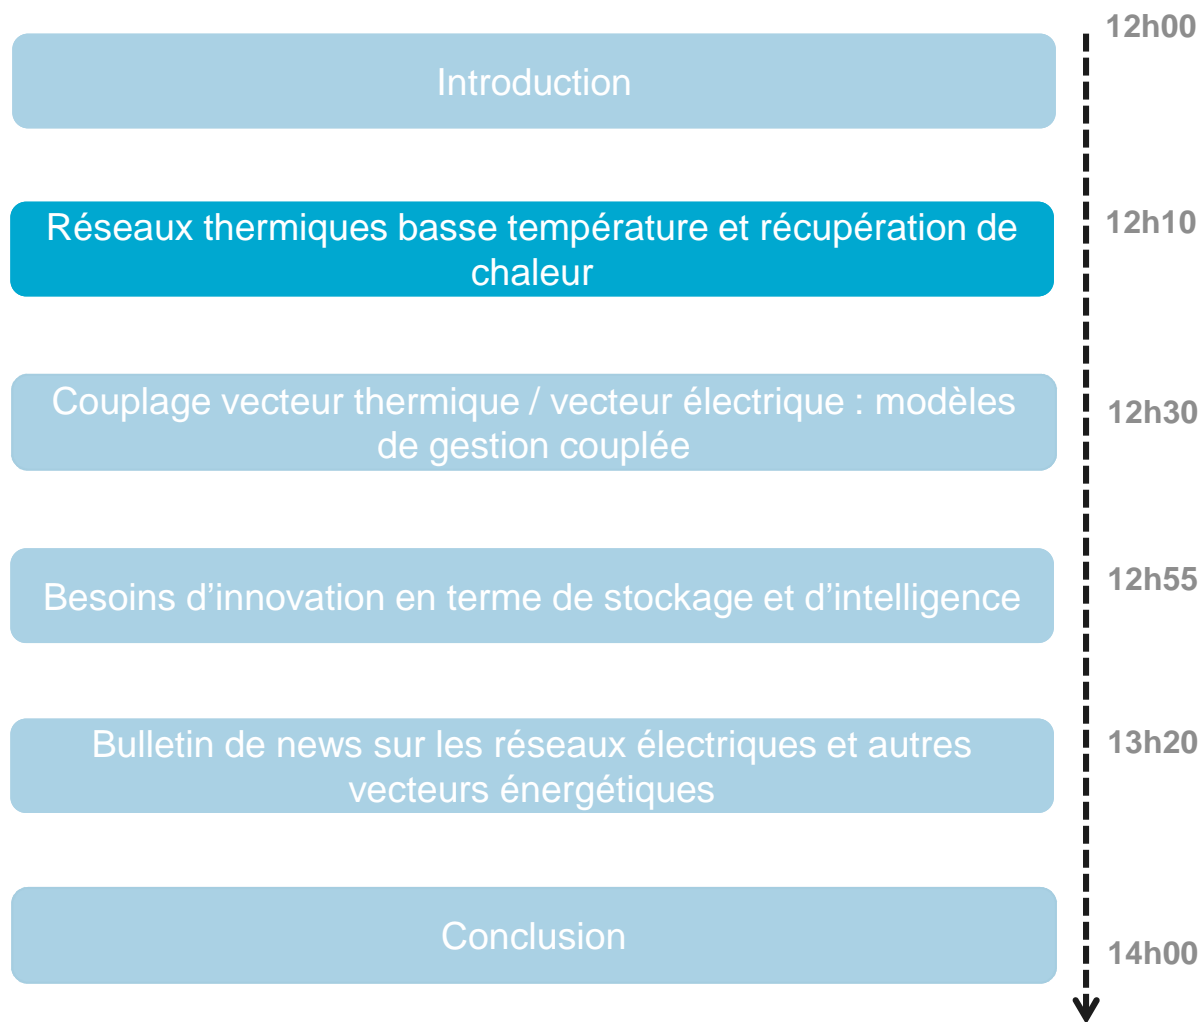 12h00
Introduction
Réseaux thermiques basse température et récupération de
chaleur
12h10
Couplage vecteur thermique / vecteur électrique : modèles
de gestion couplée
12h30
Besoins d’innovation en terme de stockage et d’intelligence
12h55
Bulletin de news sur les réseaux électriques et autres
vecteurs énergétiques
13h20
Conclusion
14h00